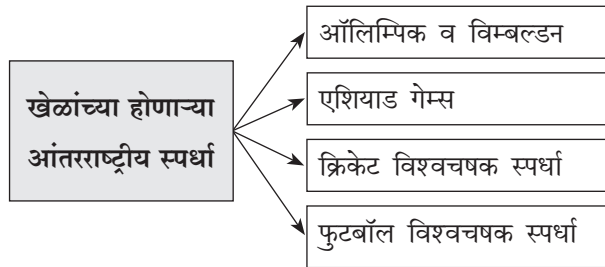 खेळांच्या होणाऱ्या
आंतरराष्ट्रीय स्पर्धा
ऑलिम्पिक व विम्बल्डन
एशियाड गेम्स
क्रिकेट विश्वचषक स्पर्धा
फुटबॉल विश्वचषक स्पर्धा